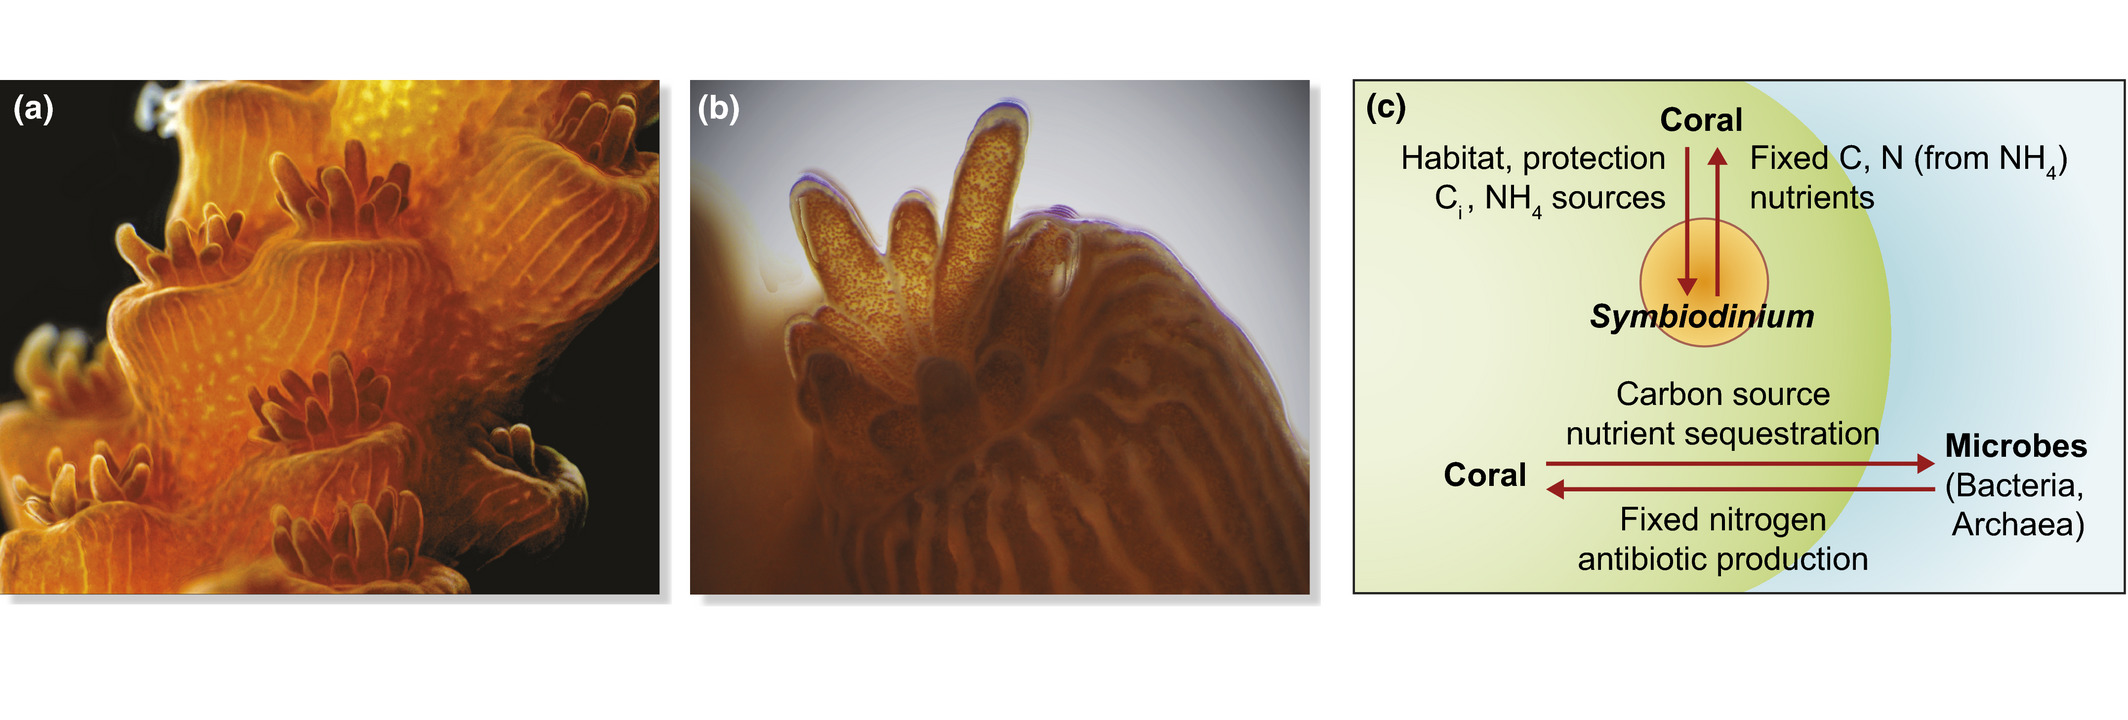 (a)
(b)
(c)
Coral
Habitat, protection
Cᵢ, NH₄ sources
Fixed C, N (from NH₄)
nutrients
Symbiodinium
Carbon source
nutrient sequestration
Coral
Microbes
(Bacteria,
Archaea)
Fixed nitrogen
antibiotic production